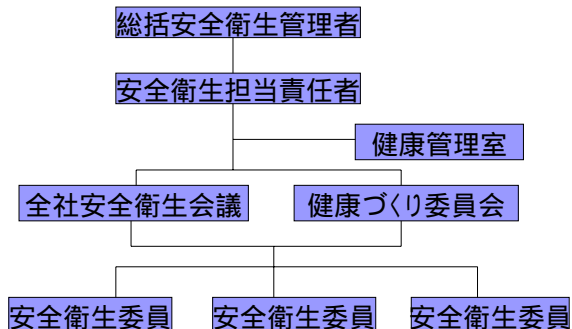 総括安全衛生管理者
安全衛生担当責任者
健康管理室
全社安全衛生会議
健康づくり委員会
安全衛生委員
安全衛生委員
安全衛生委員